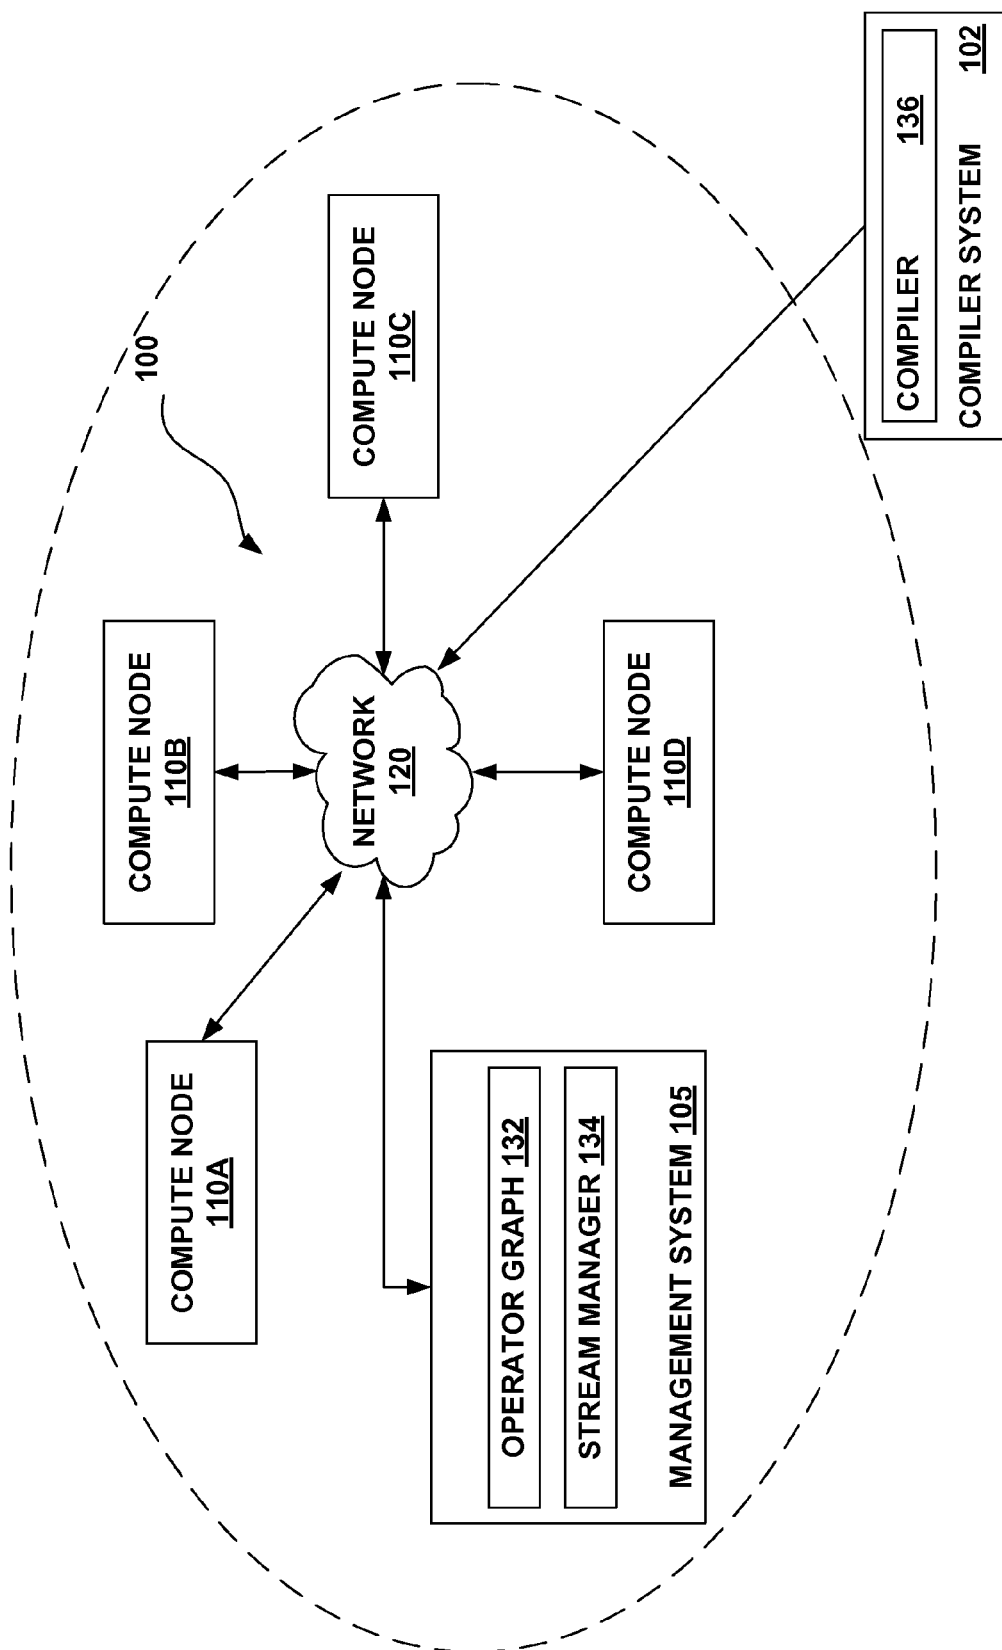 100
COMPUTE NODE
110A
COMPUTE NODE
110B
COMPUTE NODE
110C
NETWORK
120
OPERATOR GRAPH 132
STREAM MANAGER 134
MANAGEMENT SYSTEM 105
COMPUTE NODE
110D
COMPILER 136
COMPILER SYSTEM 102